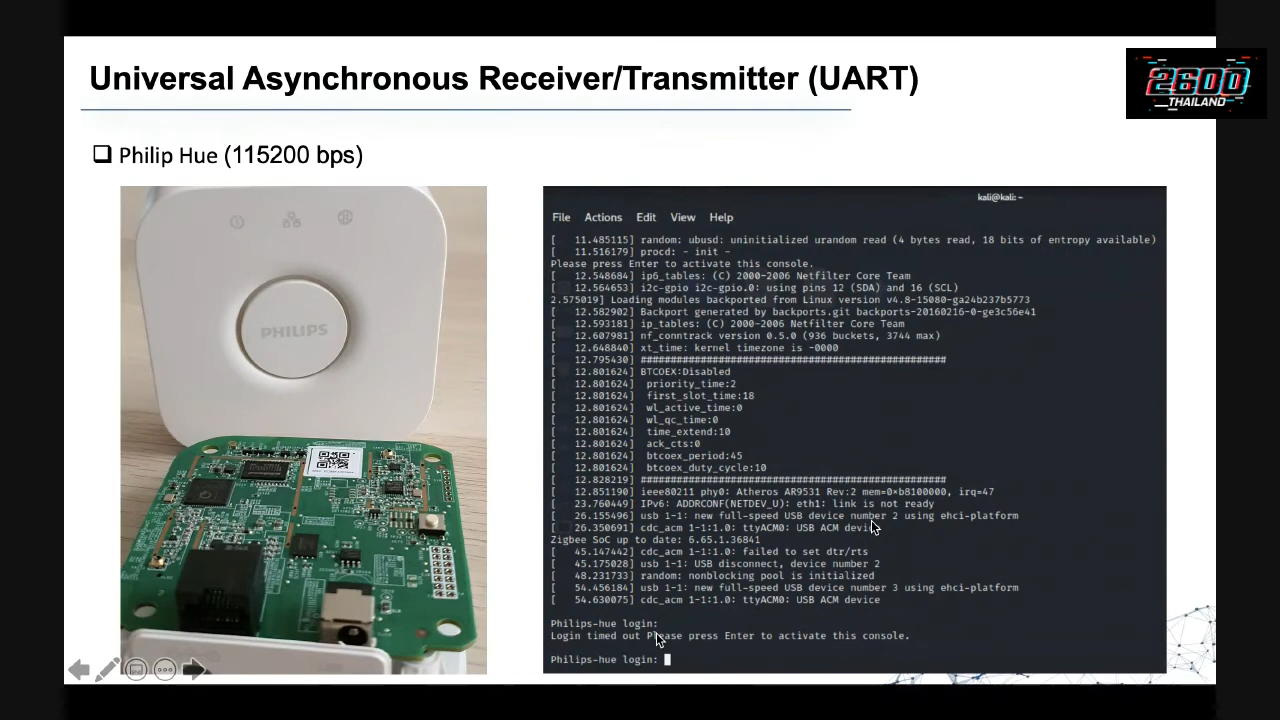 Universal Asynchronous Receiver/Transmitter (UART)
2600
THAILAND
Philip Hue (115200 bps)
PHILIPS
kali@kali: ~
File Actions Edit View Help
[ 11.485115] random: ubusd: uninitialized urandom read (4 bytes read, 18 bits of entropy available)
[ 11.516179] procd: - init -
Please press Enter to activate this console.
[ 12.548684] ip6_tables: (C) 2000-2006 Netfilter Core Team
[ 12.564653] i2c-gpio i2c-gpio.0: using pins 12 (SDA) and 16 (SCL)
2.575019] Loading modules backported from Linux version v4.8-15080-ga24b237b5773
[ 12.582902] Backport generated by backports.git backports-20160216-0-ge3c56e41
[ 12.593181] ip_tables: (C) 2000-2006 Netfilter Core Team
[ 12.607981] nf_conntrack version 0.5.0 (936 buckets, 3744 max)
[ 12.648840] xt_time: kernel timezone is -0000
[ 12.795430] ###################################################
[ 12.801624] BTCOEX:Disabled
[ 12.801624] priority_time:2
[ 12.801624] first_slot_time:18
[ 12.801624] wl_active_time:0
[ 12.801624] wl_qc_time:0
[ 12.801624] time_extend:10
[ 12.801624] ack_cts:0
[ 12.801624] btcoex_period:45
[ 12.801624] btcoex_duty_cycle:10
[ 12.828219] ###################################################
[ 12.851190] ieee80211 phy0: Atheros AR9531 Rev:2 mem=0×b8100000, irq=47
[ 23.760449] IPv6: ADDRCONF(NETDEV_U): eth1: link is not ready
[ 26.155496] usb 1-1: new full-speed USB device number 2 using ehci-platform
[ 26.350691] cdc_acm 1-1:1.0: ttyACM0: USB ACM device
Zigbee SoC up to date: 6.65.1.36841
[ 45.147442] cdc_acm 1-1:1.0: failed to set dtr/rts
[ 45.175028] usb 1-1: USB disconnect, device number 2
[ 48.231733] random: nonblocking pool is initialized
[ 54.456184] usb 1-1: new full-speed USB device number 3 using ehci-platform
[ 54.630075] cdc_acm 1-1:1.0: ttyACM0: USB ACM device
Philips-hue login:
Login timed out Please press Enter to activate this console.
Philips-hue login: